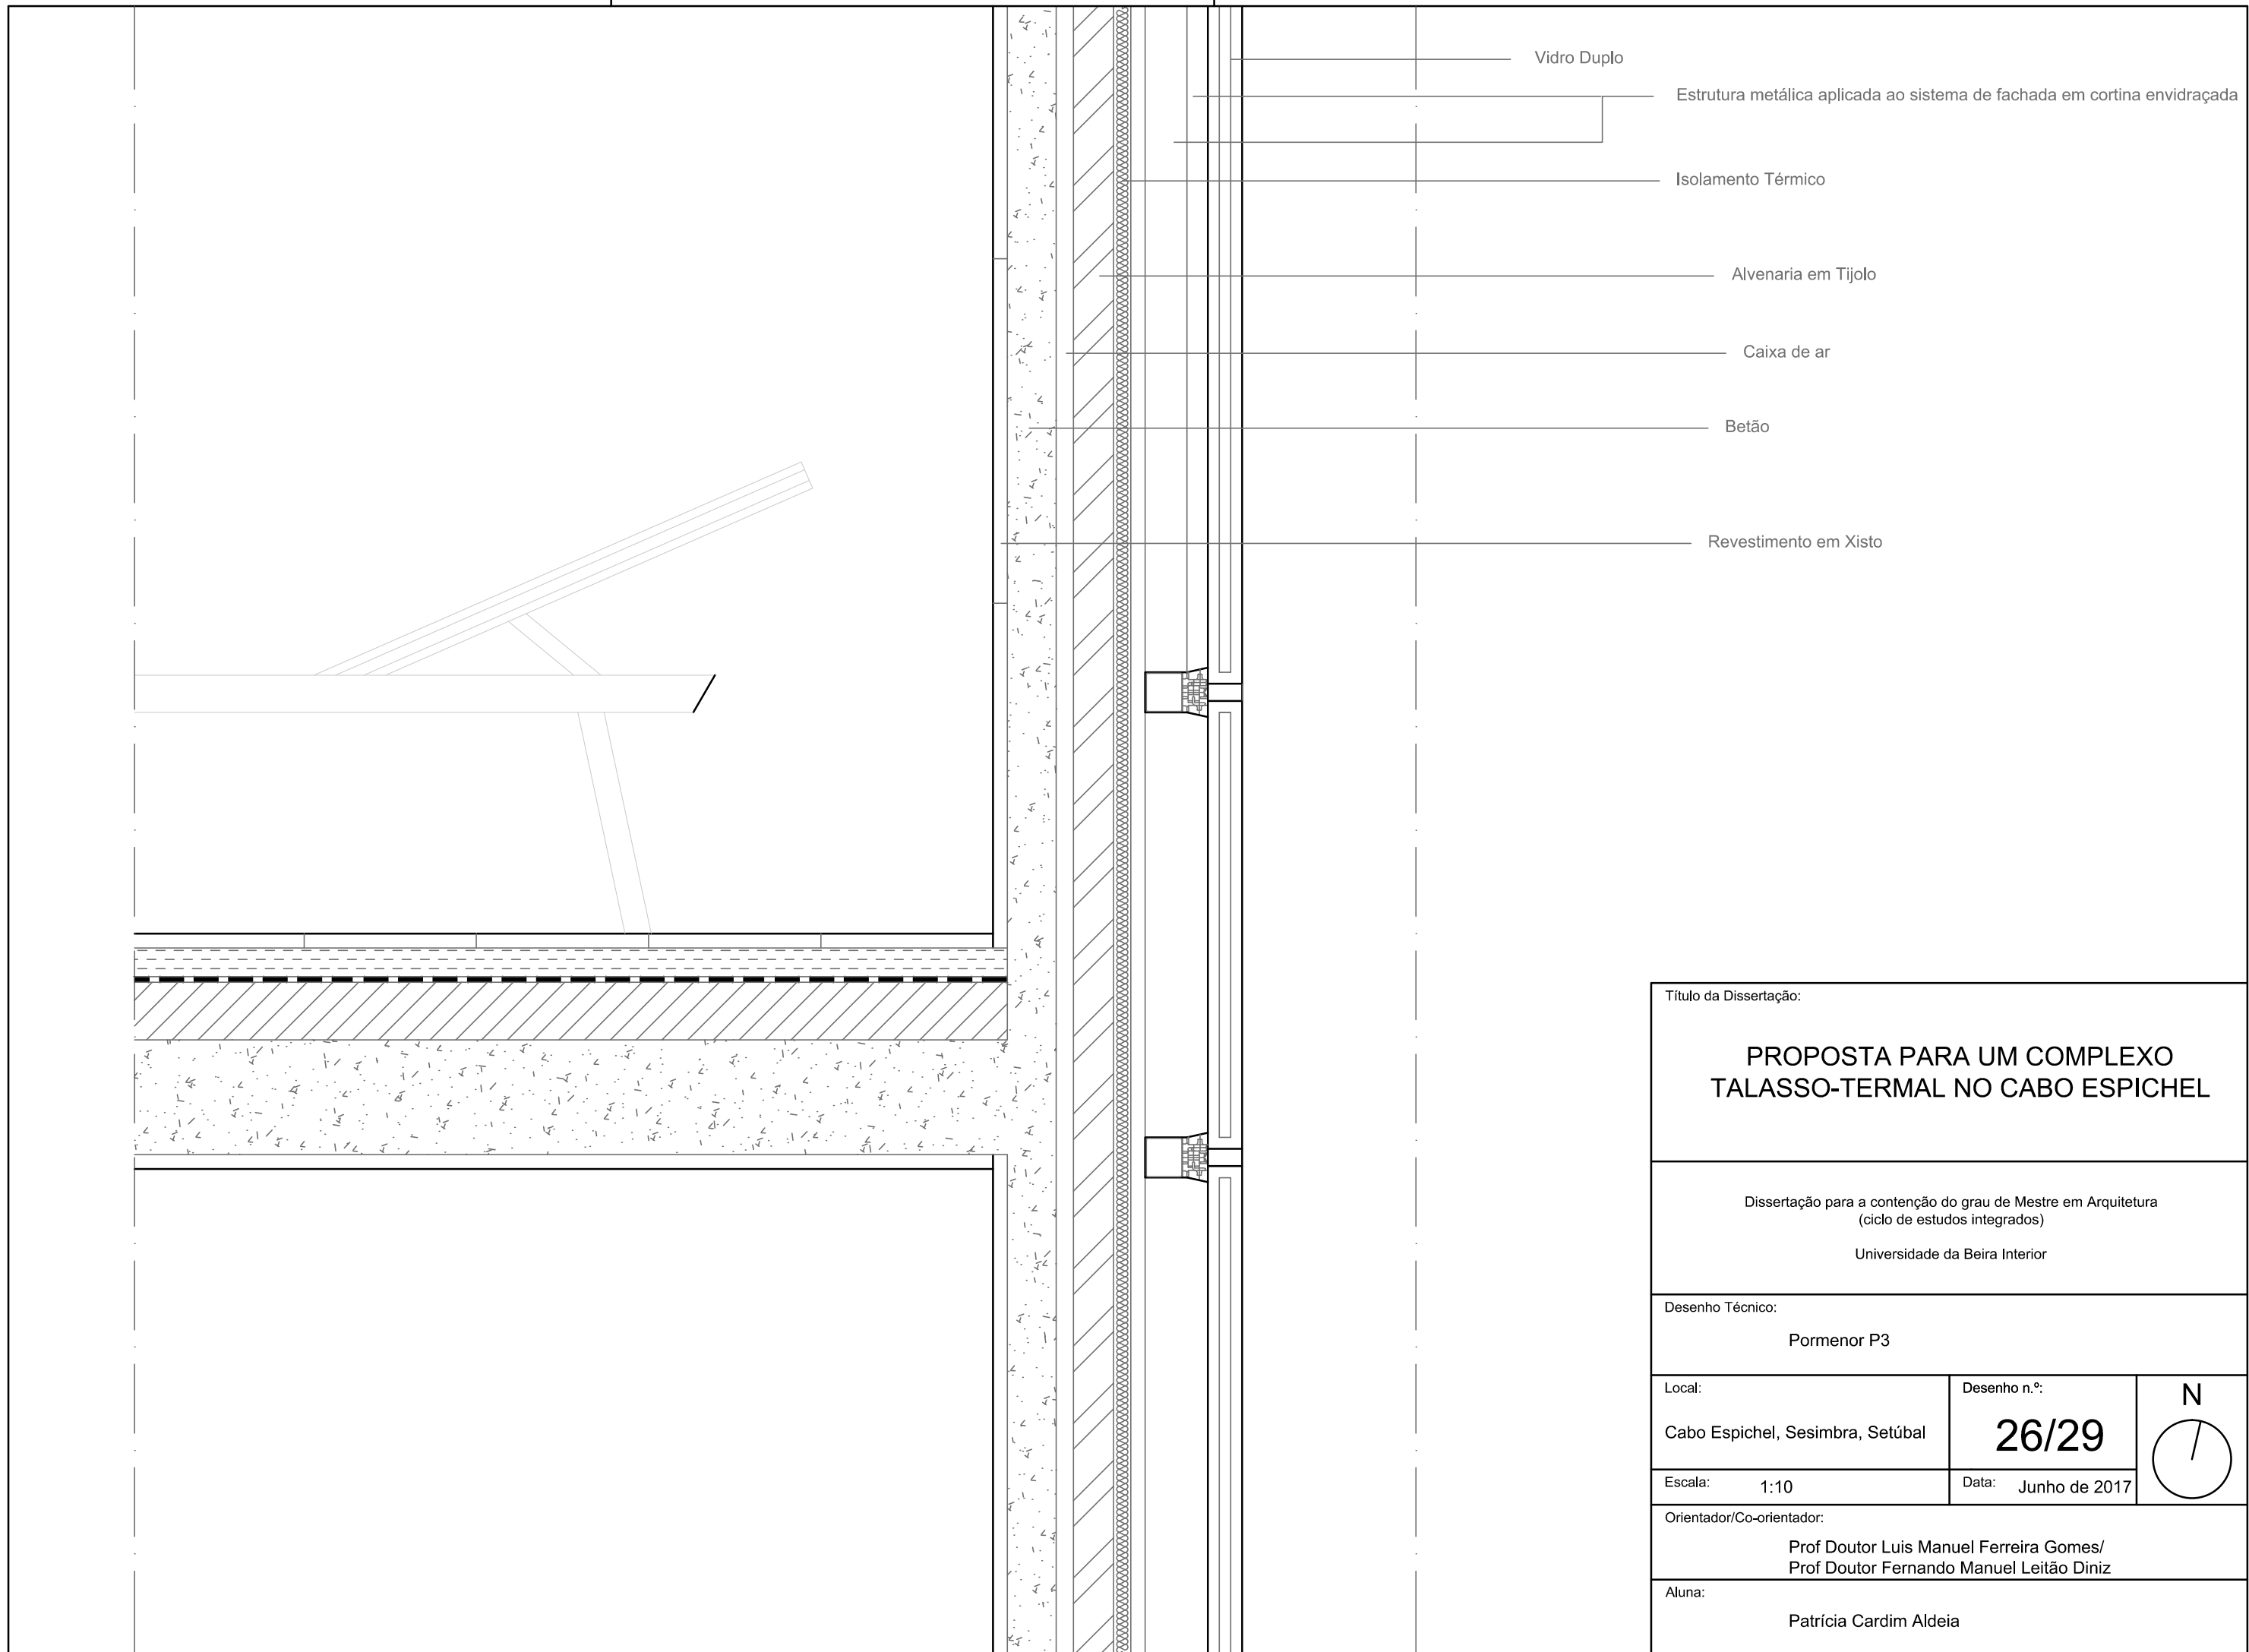 Vidro Duplo
Estrutura metálica aplicada ao sistema de fachada em cortina envidraçada
Isolamento Térmico
Alvenaria em Tijolo
Caixa de ar
Betão
Revestimento em Xisto
Título da Dissertação:
PROPOSTA PARA UM COMPLEXO
TALASSO-TERMAL NO CABO ESPICHEL
Dissertação para a contenção do grau de Mestre em Arquitetura
(ciclo de estudos integrados)
Universidade da Beira Interior
Desenho Técnico:
Pormenor P3
Local:
Cabo Espichel, Sesimbra, Setúbal
Desenho n.º:
26/29
N
Escala: 1:10
Data: Junho de 2017
Orientador/Co-orientador:
Prof Doutor Luis Manuel Ferreira Gomes/
Prof Doutor Fernando Manuel Leitão Diniz
Aluna:
Patrícia Cardim Aldeia